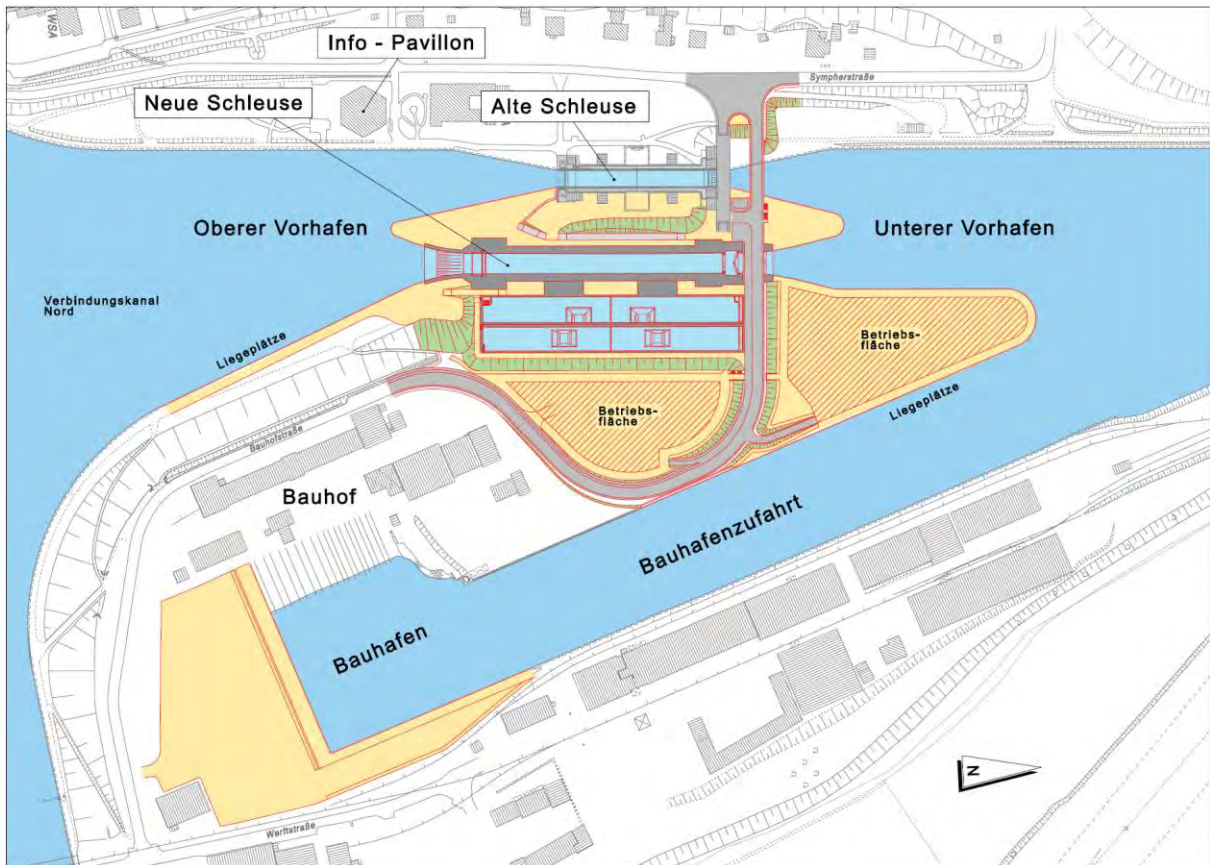 WSA
Info - Pavillon
Neue Schleuse
Alte Schleuse
Sympherstraße
Oberer Vorhafen
Unterer Vorhafen
Verbindungskanal
Nord
Liegeplätze
Betriebs-
fläche
Betriebs-
fläche
Liegeplätze
Bauhofstraße
Bauhof
Bauhafenzufahrt
Bauhafen
Werftstraße
N